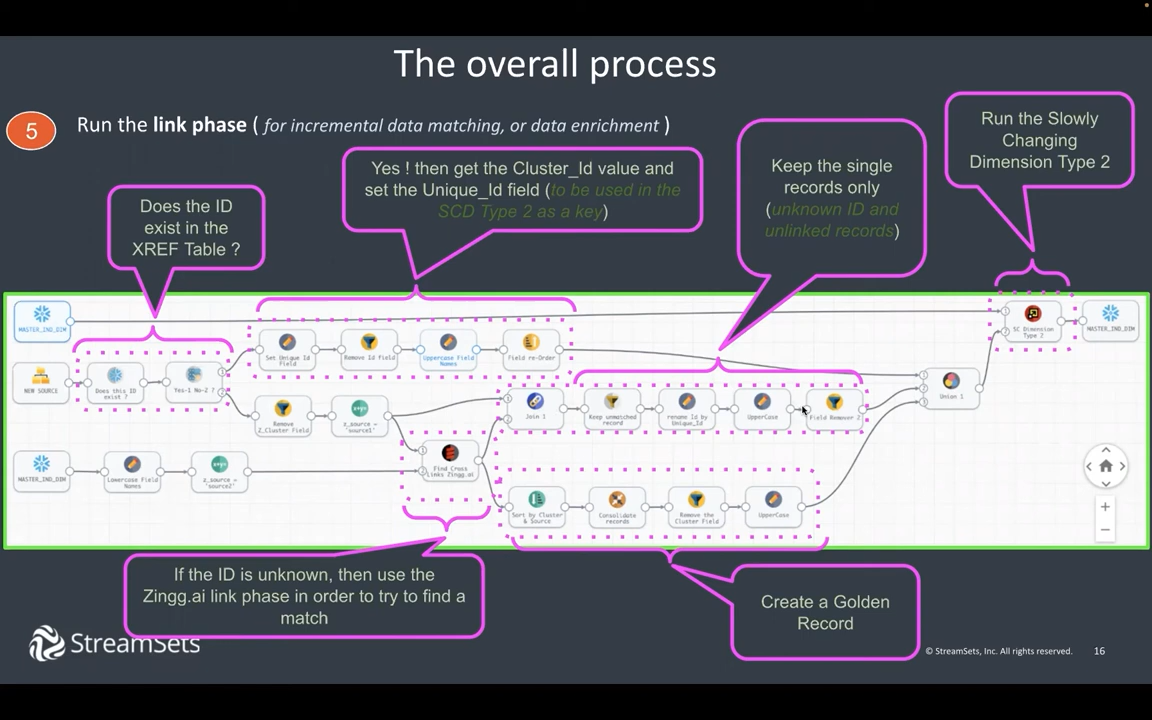 The overall process
5
Run the link phase ( for incremental data matching, or data enrichment )
Does the ID
exist in the
XREF Table ?
Yes ! then get the Cluster_Id value and
set the Unique_Id field (to be used in the
SCD Type 2 as a key)
Keep the single
records only
(unknown ID and
unlinked records)
Run the Slowly
Changing
Dimension Type 2
MASTER_IND_DIM
Set Unique Id
Field
Remove Id Field
Uppercase Field
Names
Field re-Order
SC Dimension
Type 2
MASTER_IND_DIM
NEW SOURCE
Does this ID
exist ?
Yes-1 No-2 ?
Remove
Z_Cluster Field
z_source =
'source1'
Join 1
Keep unmatched
record
rename Id by
Unique_Id
UpperCase
Field Remover 2
Union 1
MASTER_IND_DIM
Lowercase Field
Names
z_source =
'source2'
Find Cross
Links Zingg.ai
Sort by Cluster
& Source
Consolidate
records
Remove the
Cluster Field
UpperCase
If the ID is unknown, then use the
Zingg.ai link phase in order to try to find a
match
Create a Golden
Record
StreamSets
© StreamSets, Inc. All rights reserved.
16